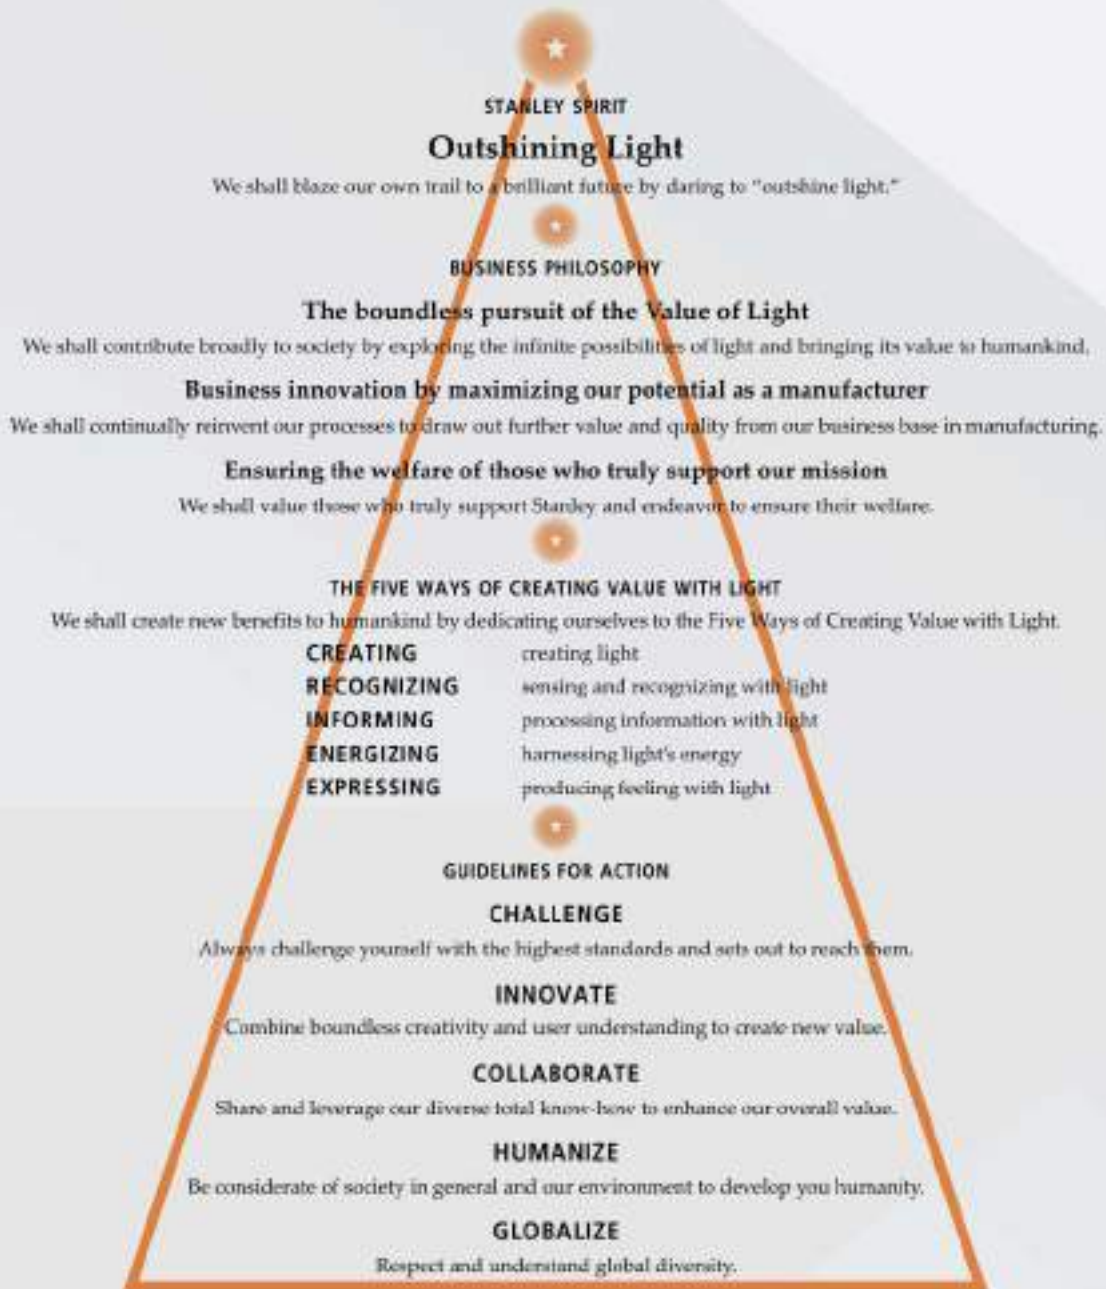 STANLEY SPIRIT
Outshining Light
We shall blaze our own trail to a brilliant future by daring to "outshine light."
BUSINESS PHILOSOPHY
The boundless pursuit of the Value of Light
We shall contribute broadly to society by exploring the infinite possibilities of light and bringing its value to humankind.
Business innovation by maximizing our potential as a manufacturer
We shall continually reinvent our processes to draw out further value and quality from our business base in manufacturing.
Ensuring the welfare of those who truly support our mission
We shall value those who truly support Stanley and endeavor to ensure their welfare.
THE FIVE WAYS OF CREATING VALUE WITH LIGHT
We shall create new benefits to humankind by dedicating ourselves to the Five Ways of Creating Value with Light.
CREATING creating light
RECOGNIZING sensing and recognizing with light
INFORMING processing information with light
ENERGIZING harnessing light's energy
EXPRESSING producing feeling with light
GUIDELINES FOR ACTION
CHALLENGE
Always challenge yourself with the highest standards and sets out to reach them.
INNOVATE
Combine boundless creativity and user understanding to create new value.
COLLABORATE
Share and leverage our diverse total know-how to enhance our overall value.
HUMANIZE
Be considerate of society in general and our environment to develop you humanity.
GLOBALIZE
Respect and understand global diversity.